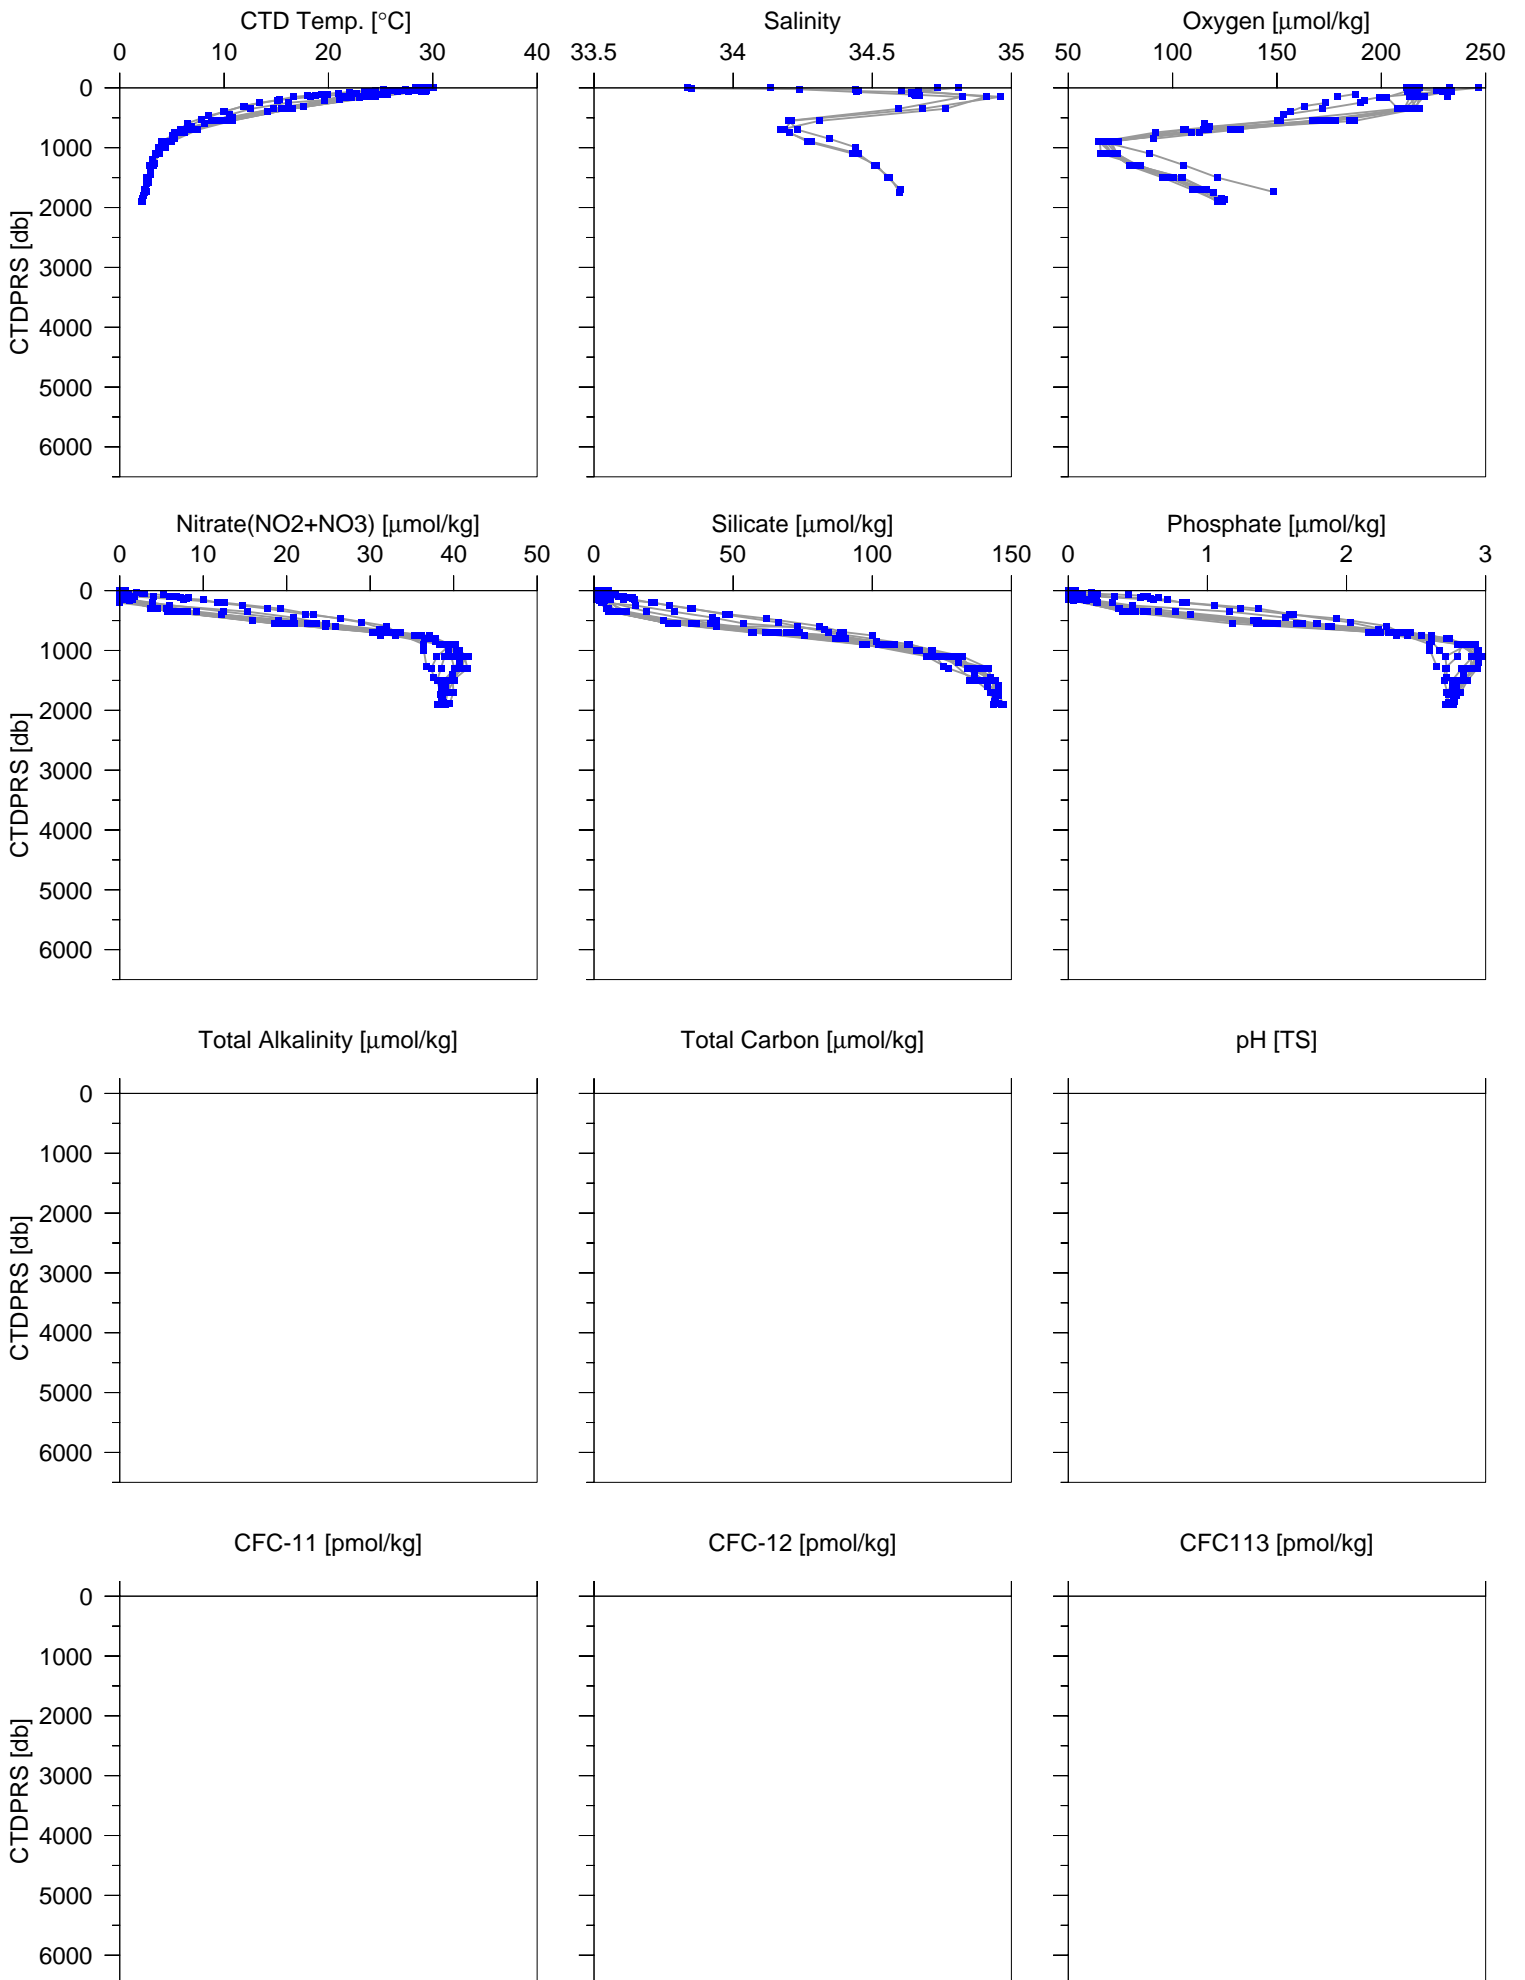 CTD Temp. [°C] Salinity Oxygen [μmol/kg]
0 10 20 30 40 33.5 34 34.5 35 50 100 150 200 250
0
1000
2000
3000
4000
5000
6000
CTDPRS [db]
Nitrate(NO2+NO3) [μmol/kg] Silicate [μmol/kg] Phosphate [μmol/kg]
0 10 20 30 40 50 0 50 100 150 0 1 2 3
0
1000
2000
3000
4000
5000
6000
CTDPRS [db]
Total Alkalinity [μmol/kg] Total Carbon [μmol/kg] pH [TS]
0
1000
2000
3000
4000
5000
6000
CTDPRS [db]
CFC-11 [pmol/kg] CFC-12 [pmol/kg] CFC113 [pmol/kg]
0
1000
2000
3000
4000
5000
6000
CTDPRS [db]